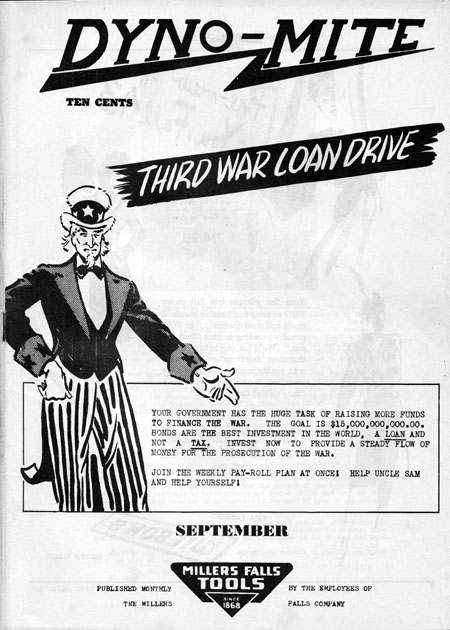 DYNO-MITE
TEN CENTS
THIRD WAR LOAN DRIVE
YOUR GOVERNMENT HAS THE HUGE TASK OF RAISING MORE FUNDS
TO FINANCE THE WAR. THE GOAL IS $15,000,000,000.00.
BONDS ARE THE BEST INVESTMENT IN THE WORLD, A LOAN AND
NOT A TAX. INVEST NOW TO PROVIDE A STEADY FLOW OF
MONEY FOR THE PROSECUTION OF THE WAR.
JOIN THE WEEKLY PAY-ROLL PLAN AT ONCE! HELP UNCLE SAM
AND HELP YOURSELF!
SEPTEMBER
MILLERS FALLS
TOOLS
SINCE
1868
PUBLISHED MONTHLY BY THE EMPLOYEES OF
THE MILLERS FALLS COMPANY